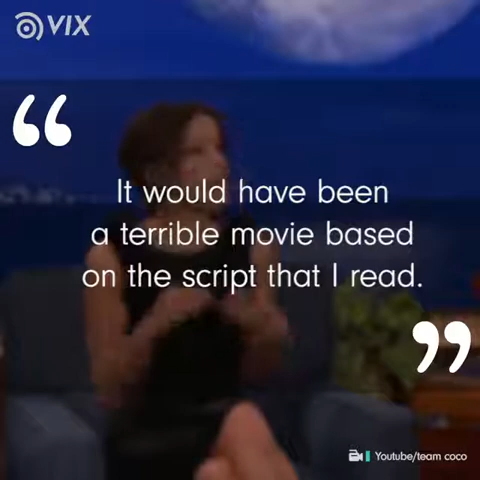 VIX
“
It would have been
a terrible movie based
on the script that I read.
”
Youtube/team coco